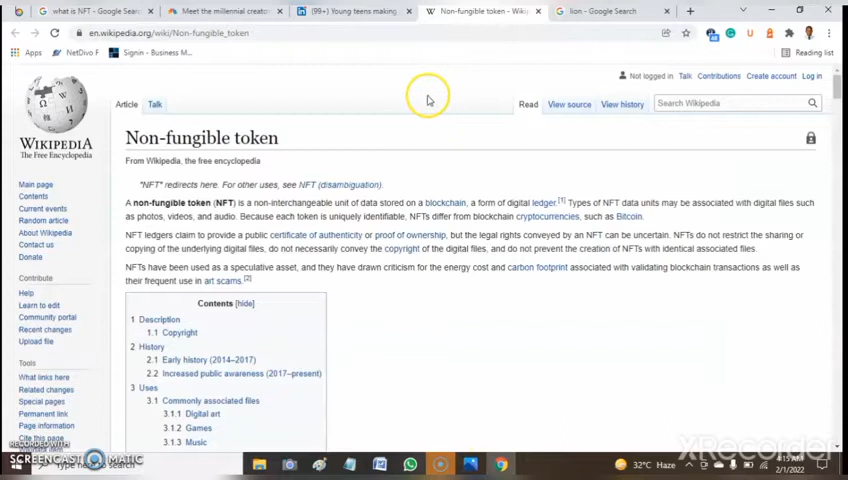 what is NFT - Google Sear
Meet the millennial creator
(99+) Young teens making
Non-fungible token - Wiki
lion - Google Search
en.wikipedia.org/wiki/Non-fungible_token
Apps
NetDivo F
Signin - Business M...
Reading list
Not logged in Talk Contributions Create account Log in
Article Talk
Read View source View history
Search Wikipedia
WIKIPEDIA
The Free Encyclopedia
Non-fungible token
From Wikipedia, the free encyclopedia
"NFT" redirects here. For other uses, see NFT (disambiguation).
A non-fungible token (NFT) is a non-interchangeable unit of data stored on a blockchain, a form of digital ledger.[1] Types of NFT data units may be associated with digital files such
as photos, videos, and audio. Because each token is uniquely identifiable, NFTs differ from blockchain cryptocurrencies, such as Bitcoin.
NFT ledgers claim to provide a public certificate of authenticity or proof of ownership, but the legal rights conveyed by an NFT can be uncertain. NFTs do not restrict the sharing or
copying of the underlying digital files, do not necessarily convey the copyright of the digital files, and do not prevent the creation of NFTs with identical associated files.
NFTs have been used as a speculative asset, and they have drawn criticism for the energy cost and carbon footprint associated with validating blockchain transactions as well as
their frequent use in art scams.[2]
Main page
Contents
Current events
Random article
About Wikipedia
Contact us
Donate
Contribute
Help
Learn to edit
Community portal
Recent changes
Upload file
Tools
What links here
Related changes
Special pages
Permanent link
Page information
Cite this page
Contents [hide]
1 Description
1.1 Copyright
2 History
2.1 Early history (2014–2017)
2.2 Increased public awareness (2017–present)
3 Uses
3.1 Commonly associated files
3.1.1 Digital art
3.1.2 Games
3.1.3 Music
RECORDED WITH
SCREENCAST MATIC
XRecorder
Type here to search
32°C Haze
4:15 AM
2/1/2022